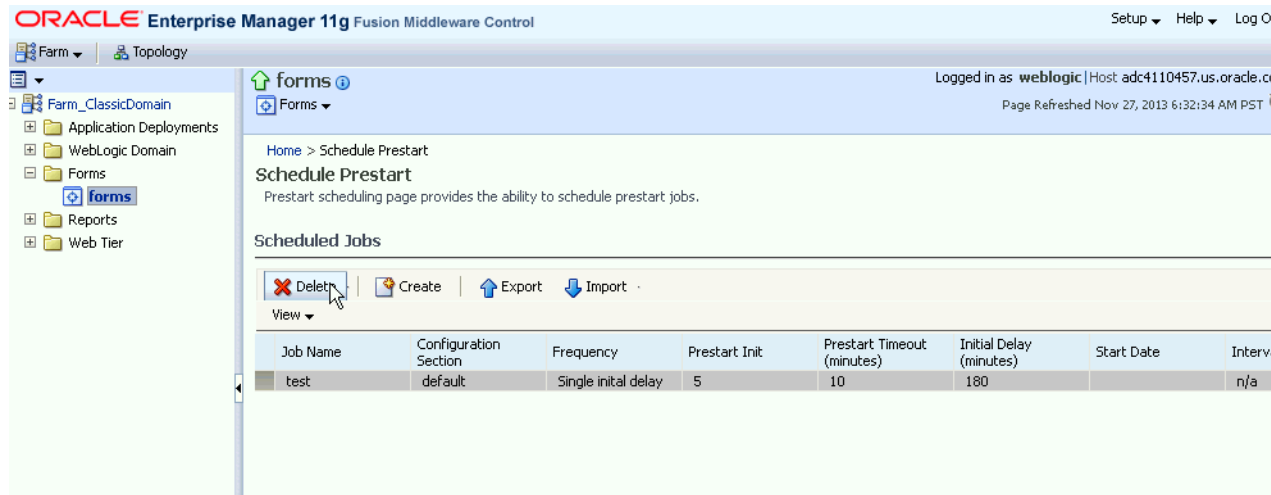 ORACLE Enterprise Manager 11g Fusion Middleware Control Setup Help Log O
Farm Topology
forms Logged in as weblogic|Host adc4110457.us.oracle.c
Forms Page Refreshed Nov 27, 2013 6:32:34 AM PST
Farm_ClassicDomain
Application Deployments
WebLogic Domain
Forms
forms
Reports
Web Tier
Home > Schedule Prestart
Schedule Prestart
Prestart scheduling page provides the ability to schedule prestart jobs.
Scheduled Jobs
Delete Create Export Import
View
Job Name Configuration Section Frequency Prestart Init Prestart Timeout (minutes) Initial Delay (minutes) Start Date Interv
test default Single inital delay 5 10 180 n/a